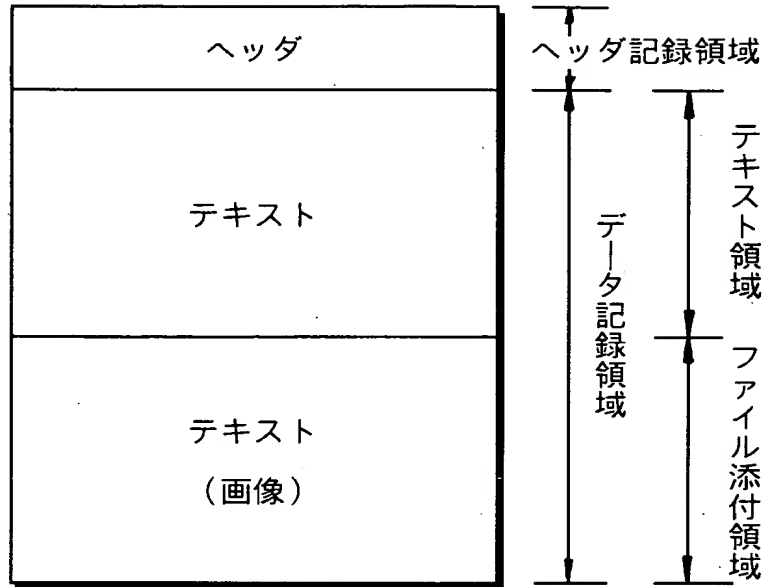 ヘッダ
ヘッダ記録領域
テキスト
データ記録領域
テキスト領域
テキスト
(画像)
ファイル添付領域